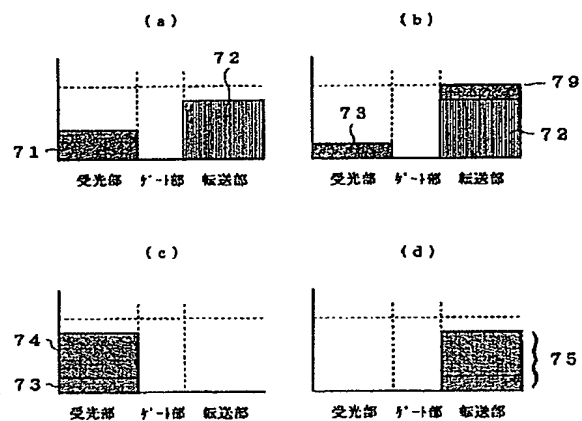 (a)
(b)
72
71
73
79
72
受光部 ゲート部 転送部
受光部 ゲート部 転送部
(c)
(d)
74
73
75
受光部 ゲート部 転送部
受光部 ゲート部 転送部